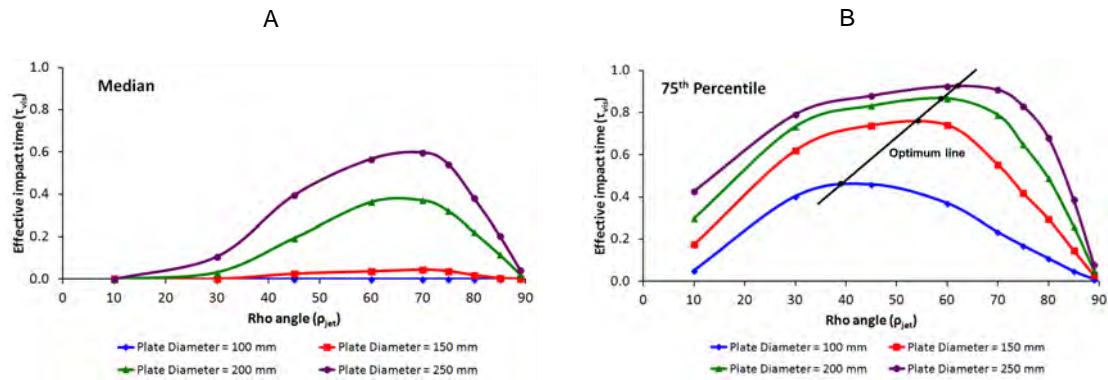 A
B
Median
1.0
0.8
0.6
0.4
0.2
0.0
Effective impact time (τvis)
0 10 20 30 40 50 60 70 80 90
Rho angle (ρjet)
Plate Diameter = 100 mm Plate Diameter = 150 mm
Plate Diameter = 200 mm Plate Diameter = 250 mm
75th Percentile
1.0
0.8
0.6
0.4
0.2
0.0
Effective impact time (τvis)
Optimum line
0 10 20 30 40 50 60 70 80 90
Rho angle (ρjet)
Plate Diameter = 100 mm Plate Diameter = 150 mm
Plate Diameter = 200 mm Plate Diameter = 250 mm